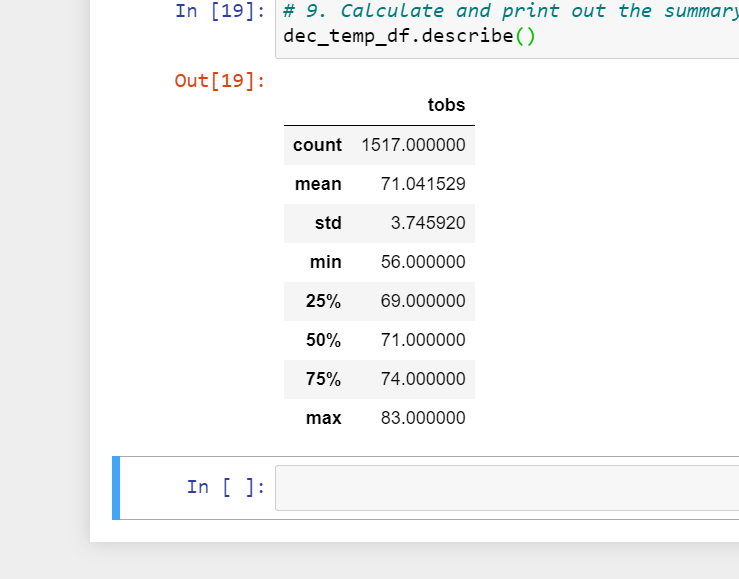 In [19]: # 9. Calculate and print out the summary
dec_temp_df.describe()
Out[19]:
tobs
count 1517.000000
mean 71.041529
std 3.745920
min 56.000000
25% 69.000000
50% 71.000000
75% 74.000000
max 83.000000
In [ ]: